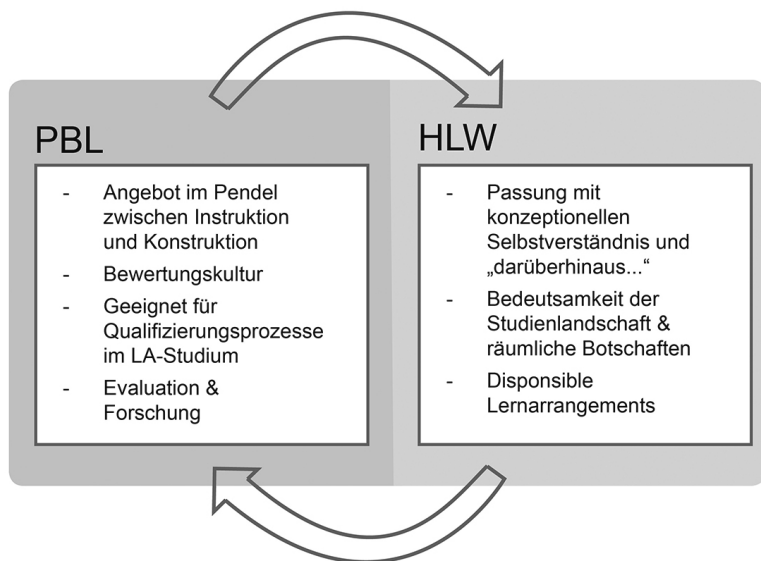 PBL
- Angebot im Pendel
zwischen Instruktion
und Konstruktion
- Bewertungskultur
- Geeignet für
Qualifizierungsprozesse
im LA-Studium
- Evaluation &
Forschung
HLW
- Passung mit
konzeptionellen
Selbstverständnis und
„darüberhinaus...“
- Bedeutsamkeit der
Studienlandschaft &
räumliche Botschaften
- Disponible
Lernarrangements